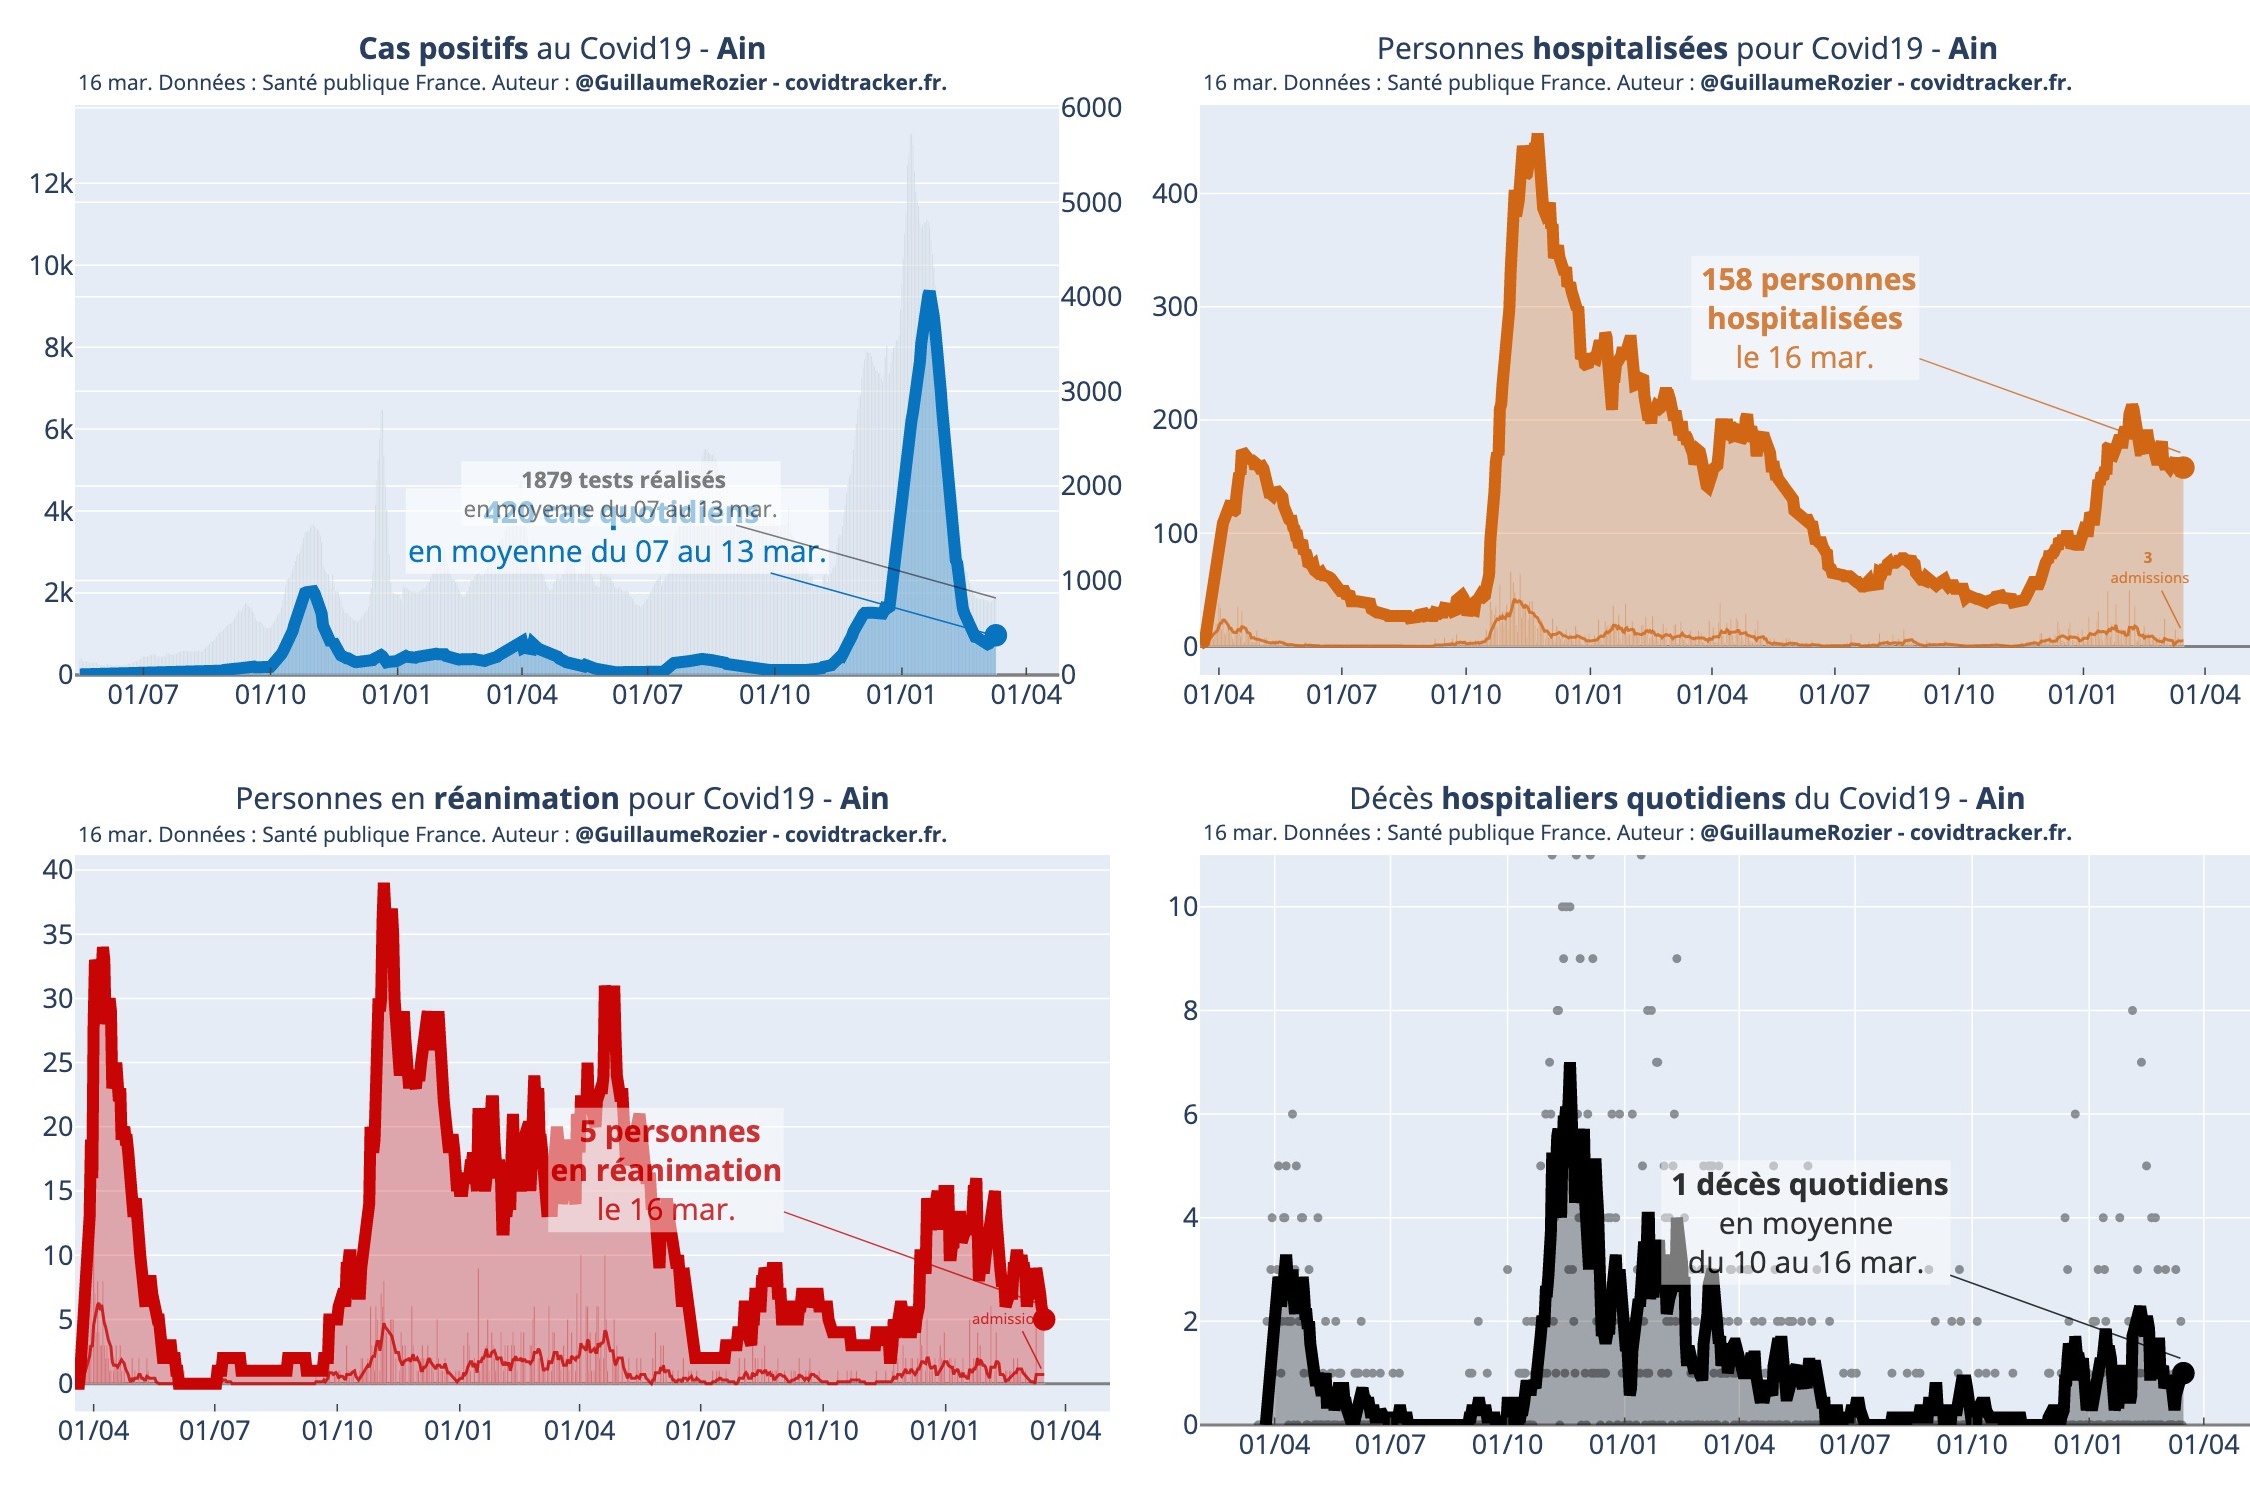 Cas positifs au Covid19 - Ain
16 mar. Données : Santé publique France. Auteur : @GuillaumeRozier - covidtracker.fr.
6000
12k
5000
10k
4000
8k
3000
6k
1879 tests réalisés
2000
en moyenne du 07 au 13 mar.
4k
420 cas quotidiens
en moyenne du 07 au 13 mar.
2k
1000
0
0
01/07 01/10 01/01 01/04 01/07 01/10 01/01 01/04
Personnes hospitalisées pour Covid19 - Ain
16 mar. Données : Santé publique France. Auteur : @GuillaumeRozier - covidtracker.fr.
400
158 personnes
300
hospitalisées
le 16 mar.
200
100
3
admissions
0
01/04 01/07 01/10 01/01 01/04 01/07 01/10 01/01 01/04
Personnes en réanimation pour Covid19 - Ain
16 mar. Données : Santé publique France. Auteur : @GuillaumeRozier - covidtracker.fr.
40
35
30
25
20
5 personnes
en réanimation
15
le 16 mar.
10
5
admissio
0
01/04 01/07 01/10 01/01 01/04 01/07 01/10 01/01 01/04
Décès hospitaliers quotidiens du Covid19 - Ain
16 mar. Données : Santé publique France. Auteur : @GuillaumeRozier - covidtracker.fr.
10
8
6
1 décès quotidiens
4
en moyenne
du 10 au 16 mar.
2
0
01/04 01/07 01/10 01/01 01/04 01/07 01/10 01/01 01/04